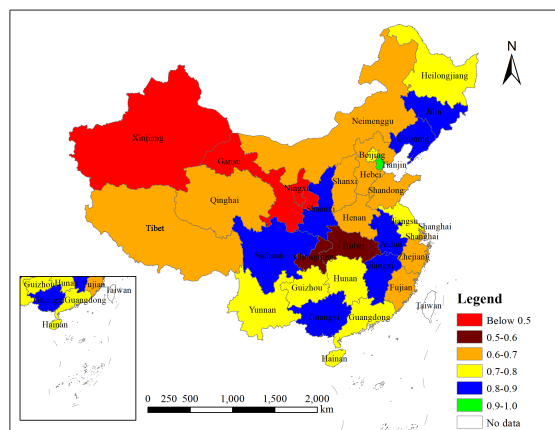 N
Heilongjiang
Jilin
Neimenggu
Xinjiang
Gansu
Beijing
Tianjin
Hebei
Shanxi
Shandong
Ningxia
Qinghai
Shaanxi
Henan
Jiangsu
Shanghai
Shanghai
Tibet
Sichuan
Chongqing
Hubei
Anhui
Zhejiang
Jiangxi
Hunan
Guizhou
Fujian
Yunnan
Guangxi
Guangdong
Taiwan
Hainan
Guizhou
Hunan
Fujian
Taiwan
Guangdong
Hainan
Legend
Below 0.5
0.5-0.6
0.6-0.7
0.7-0.8
0.8-0.9
0.9-1.0
No data
0 250 500 1,000 1,500 2,000
km